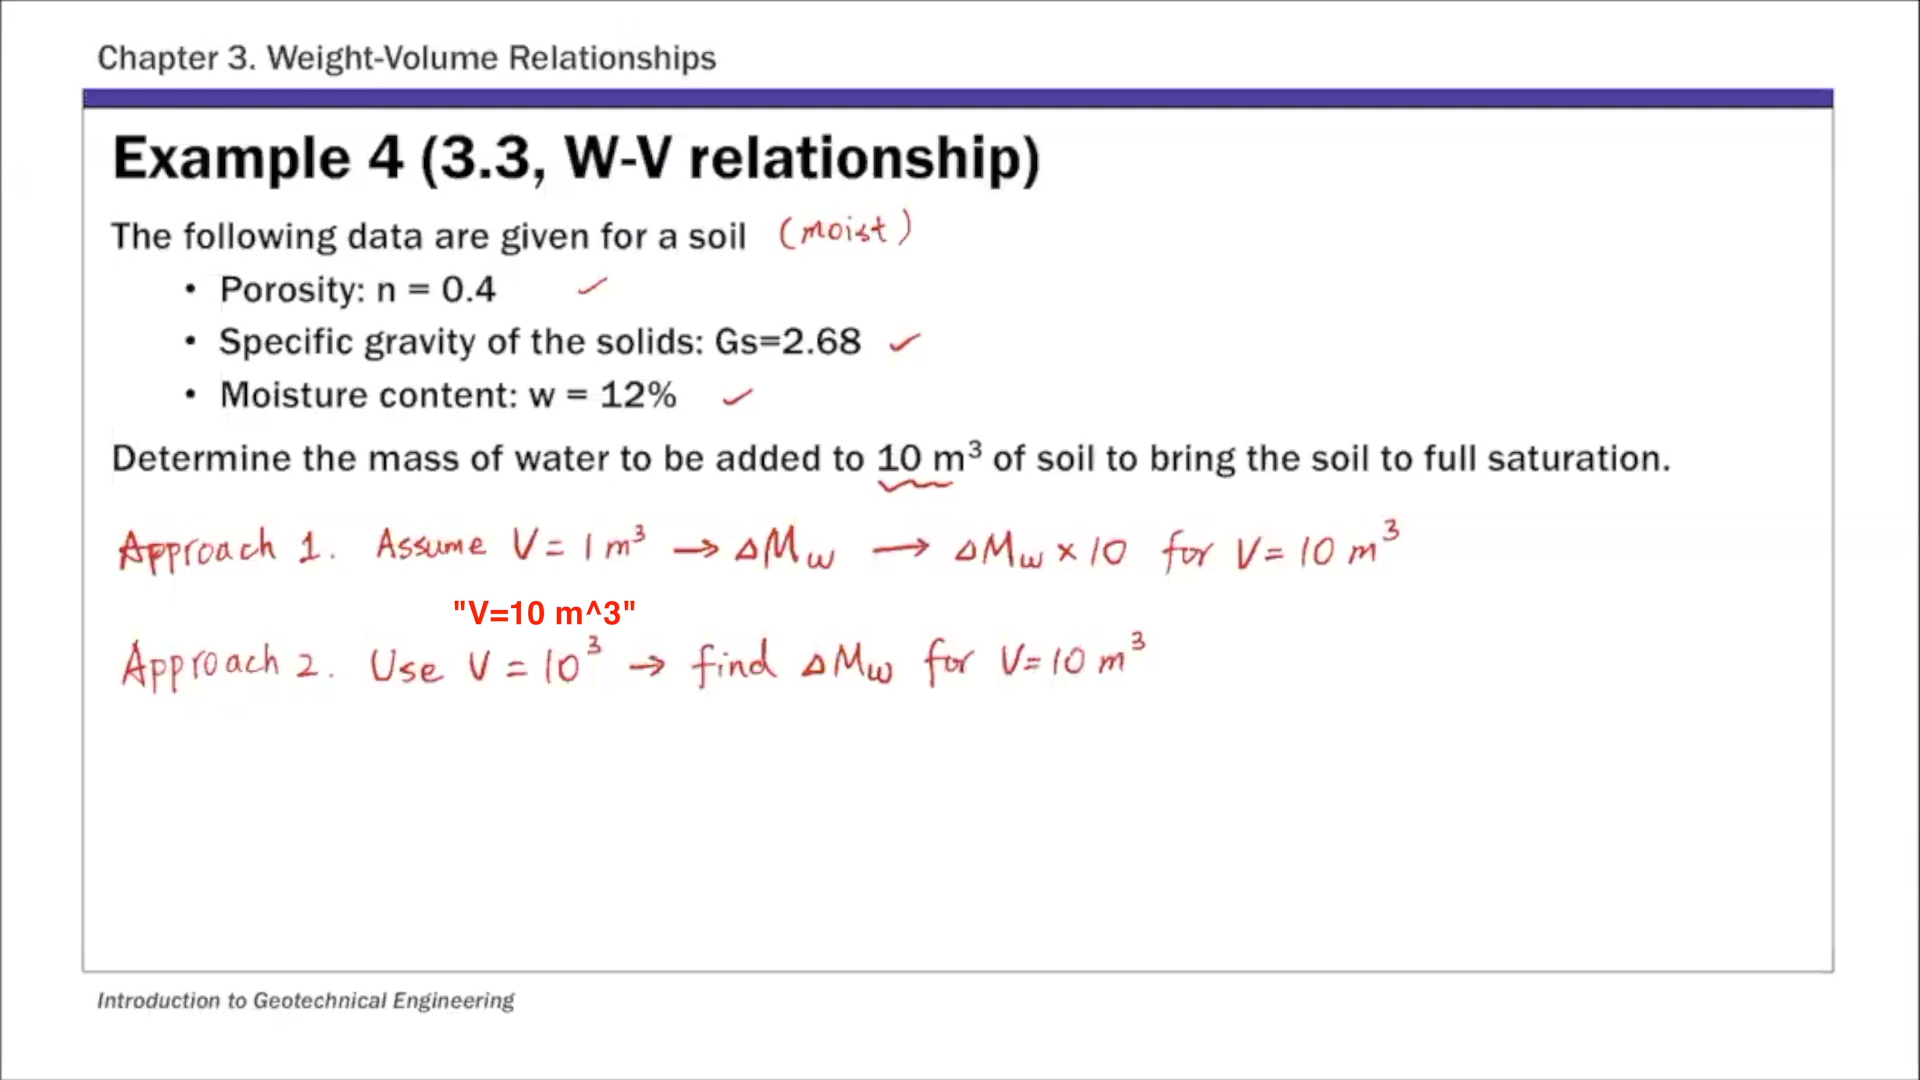 Chapter 3. Weight-Volume Relationships
Example 4 (3.3, W-V relationship)
The following data are given for a soil (moist)
• Porosity: n = 0.4 ✓
• Specific gravity of the solids: Gs=2.68 ✓
• Moisture content: w = 12% ✓
Determine the mass of water to be added to 10 m³ of soil to bring the soil to full saturation.
Approach 1. Assume V = 1 m³ → ΔMw → ΔMw × 10 for V = 10 m³
"V=10 m^3"
Approach 2. Use V = 10³ → find ΔMw for V=10 m³
Introduction to Geotechnical Engineering